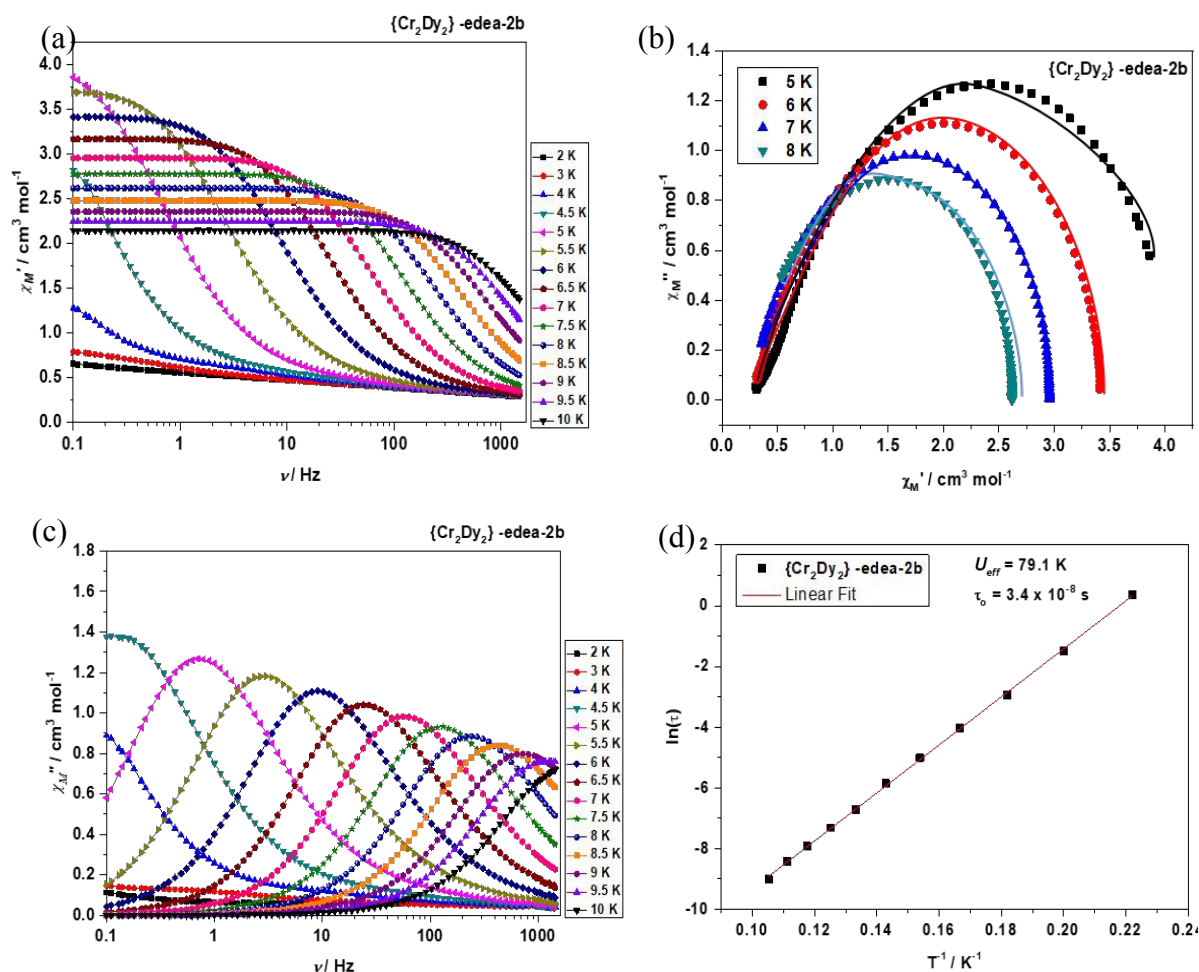 (a)
{Cr₂Dy₂} -edea-2b
χM' / cm³ mol⁻¹
4.0
3.5
3.0
2.5
2.0
1.5
1.0
0.5
0.0
0.1
1
10
100
1000
ν/ Hz
2 K
3 K
4 K
4.5 K
5 K
5.5 K
6 K
6.5 K
7 K
7.5 K
8 K
8.5 K
9 K
9.5 K
10 K
(b)
{Cr₂Dy₂} -edea-2b
5 K
6 K
7 K
8 K
χM'' / cm³ mol⁻¹
1.4
1.2
1.0
0.8
0.6
0.4
0.2
0.0
0.0
0.5
1.0
1.5
2.0
2.5
3.0
3.5
4.0
χM' / cm³ mol⁻¹
(c)
{Cr₂Dy₂} -edea-2b
χM'' / cm³ mol⁻¹
1.8
1.6
1.4
1.2
1.0
0.8
0.6
0.4
0.2
0.0
0.1
1
10
100
1000
ν/ Hz
2 K
3 K
4 K
4.5 K
5 K
5.5 K
6 K
6.5 K
7 K
7.5 K
8 K
8.5 K
9 K
9.5 K
10 K
(d)
{Cr₂Dy₂} -edea-2b
Linear Fit
Ueff = 79.1 K
τo = 3.4 x 10⁻⁸ s
ln(τ)
2
0
-2
-4
-6
-8
-10
0.10
0.12
0.14
0.16
0.18
0.20
0.22
0.24
T⁻¹ / K⁻¹